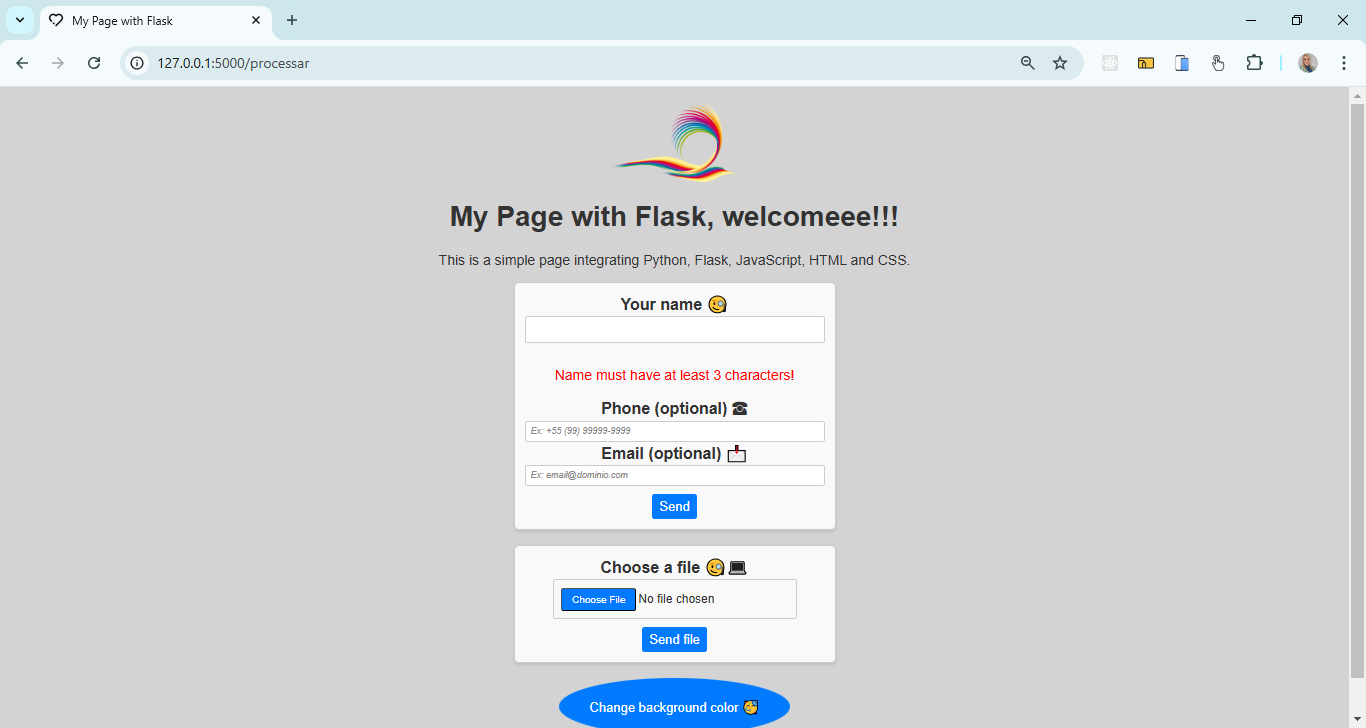 My Page with Flask
127.0.0.1:5000/processar
My Page with Flask, welcomeee!!!
This is a simple page integrating Python, Flask, JavaScript, HTML and CSS.
Your name 🧐
Name must have at least 3 characters!
Phone (optional) ☎
Ex: +55 (99) 99999-9999
Email (optional) 📩
Ex: email@dominio.com
Send
Choose a file 🧐💻
Choose File No file chosen
Send file
Change background color 🥳